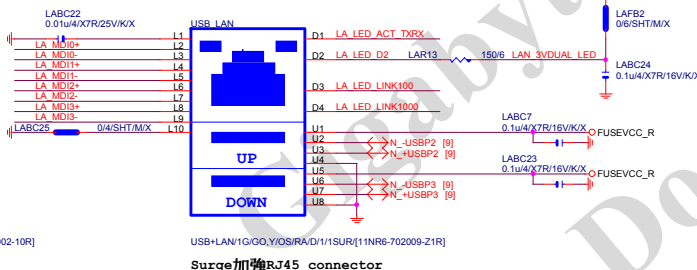 LABC22
0.01u/4/X7R/25V/K/X
USB_LAN
LAFB2
0/6/SHT/M/X
L1
L2
L3
L4
L5
L6
L7
L8
L9
L10
LA_MDI0+
LA_MDI0-
LA_MDI1+
LA_MDI1-
LA_MDI2+
LA_MDI2-
LA_MDI3+
LA_MDI3-
LABC25
0/4/SHT/M/X
UP
DOWN
D1 LA_LED_ACT_TXRX
D2 LA_LED_D2 LAR13 150/6 LAN_3VDUAL_LED
D3 LA_LED_LINK100
D4 LA_LED_LINK1000
LABC24
0.1u/4/X7R/16V/K/X
U1
U2
U3
U4
U5
U6
U7
U8
N_-USBP2 [9]
N_+USBP2 [9]
N_-USBP3 [9]
N_+USBP3 [9]
LABC7
0.1u/4/X7R/16V/K/X
FUSEVCC_R
LABC23
0.1u/4/X7R/16V/K/X
FUSEVCC_R
02-10R]
USB+LAN/1G/GO,Y/OS/RA/D/1/1SUR/[11NR6-702009-Z1R]
Surge加強RJ45 connector
Gigabyt
Do